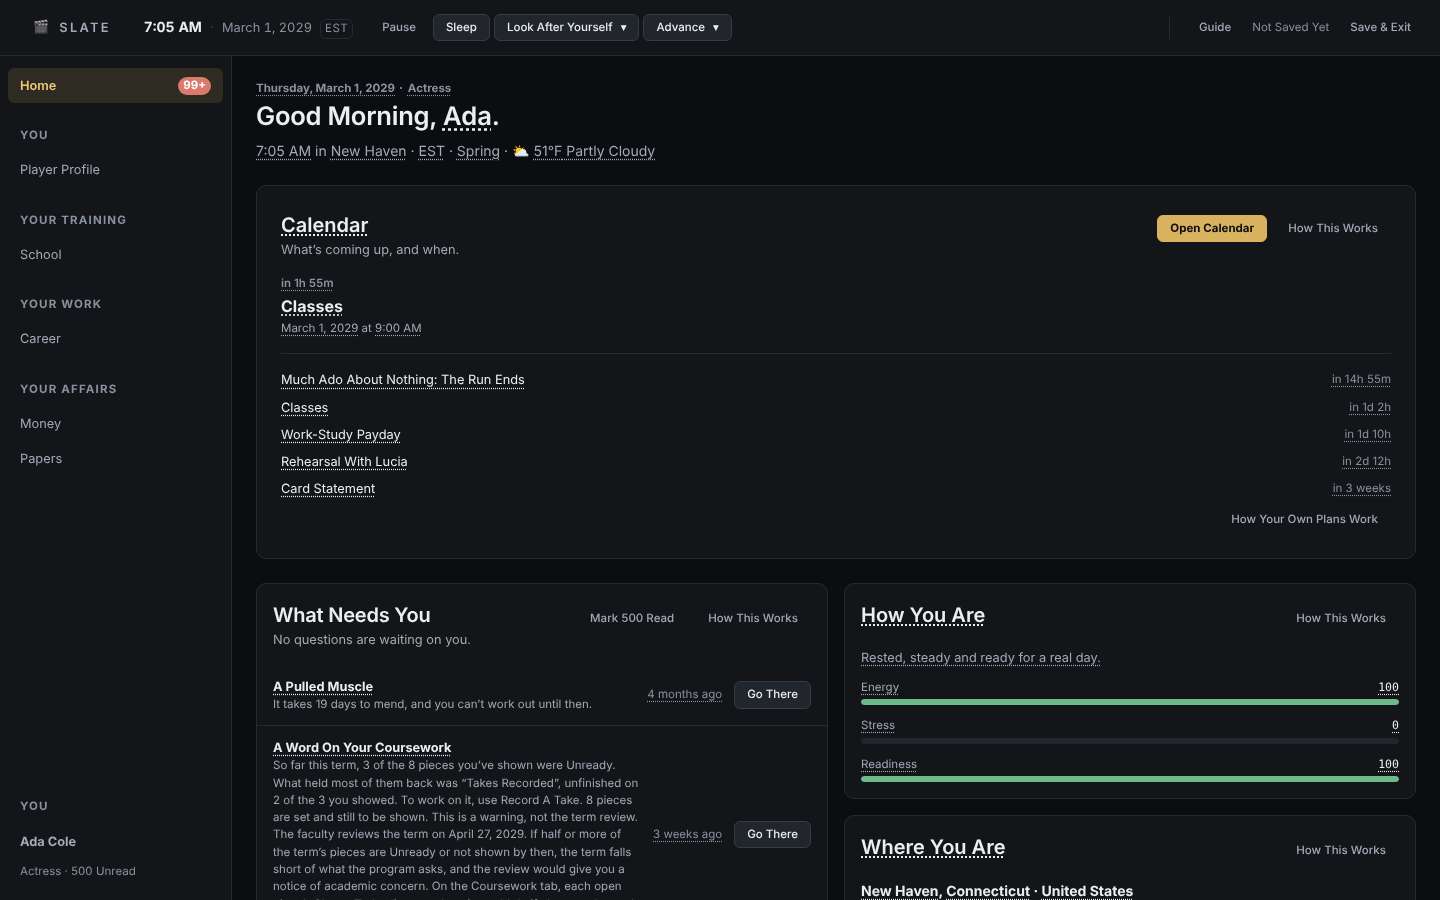 SLATE
7:05 AM · March 1, 2029 EST
Pause
Sleep
Look After Yourself ▾
Advance ▾
Guide
Not Saved Yet
Save & Exit
Home
99+
YOU
Player Profile
YOUR TRAINING
School
YOUR WORK
Career
YOUR AFFAIRS
Money
Papers
YOU
Ada Cole
Actress · 500 Unread
Thursday, March 1, 2029 · Actress
Good Morning, Ada.
7:05 AM in New Haven · EST · Spring · 51°F Partly Cloudy
Calendar
What's coming up, and when.
Open Calendar
How This Works
in 1h 55m
Classes
March 1, 2029 at 9:00 AM
Much Ado About Nothing: The Run Ends
in 14h 55m
Classes
in 1d 2h
Work-Study Payday
in 1d 10h
Rehearsal With Lucia
in 2d 12h
Card Statement
in 3 weeks
How Your Own Plans Work
What Needs You
Mark 500 Read
How This Works
No questions are waiting on you.
A Pulled Muscle
It takes 19 days to mend, and you can't work out until then.
4 months ago
Go There
A Word On Your Coursework
So far this term, 3 of the 8 pieces you've shown were Unready.
What held most of them back was “Takes Recorded”, unfinished on
2 of the 3 you showed. To work on it, use Record A Take. 8 pieces
are set and still to be shown. This is a warning, not the term review.
The faculty reviews the term on April 27, 2029. If half or more of
the term's pieces are Unready or not shown by then, the term falls
short of what the program asks, and the review would give you a
notice of academic concern. On the Coursework tab, each open
3 weeks ago
Go There
How You Are
How This Works
Rested, steady and ready for a real day.
Energy
100
Stress
0
Readiness
100
Where You Are
How This Works
New Haven, Connecticut · United States